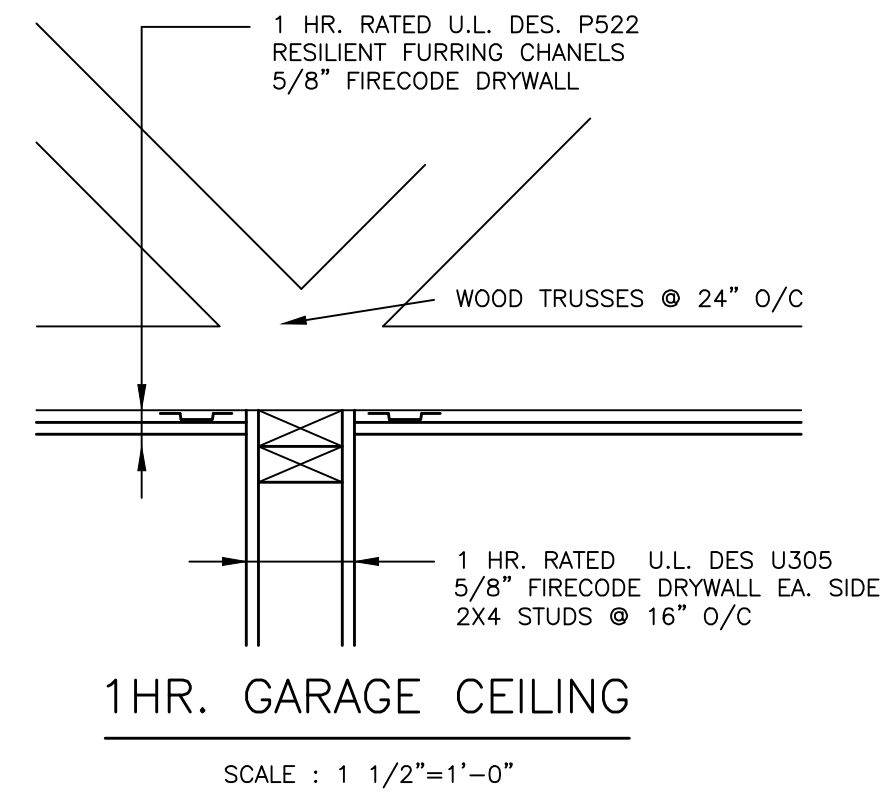 1 HR. RATED U.L. DES. P522
RESILIENT FURRING CHANELS
5/8" FIRECODE DRYWALL
WOOD TRUSSES @ 24" O/C
1 HR. RATED U.L. DES U305
5/8" FIRECODE DRYWALL EA. SIDE
2X4 STUDS @ 16" O/C
1HR. GARAGE CEILING
SCALE : 1 1/2"=1'-0"